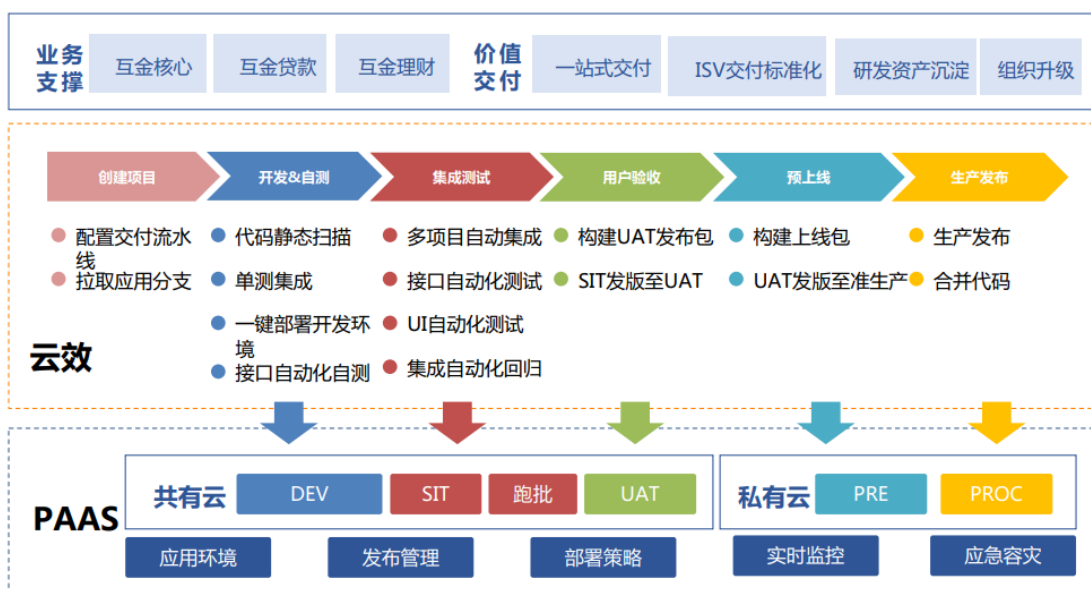 业务
支撑
互金核心
互金贷款
互金理财
价值
交付
一站式交付
ISV交付标准化
研发资产沉淀
组织升级
创建项目
开发&自测
集成测试
用户验收
预上线
生产发布
配置交付流水
线
拉取应用分支
代码静态扫描
单测集成
一键部署开发环
境
接口自动化自测
多项目自动集成
接口自动化测试
UI自动化测试
集成自动化回归
构建UAT发布包
SIT发版至UAT
构建上线包
UAT发版至准生产
生产发布
合并代码
云效
PAAS
共有云
DEV
SIT
跑批
UAT
私有云
PRE
PROC
应用环境
发布管理
部署策略
实时监控
应急容灾